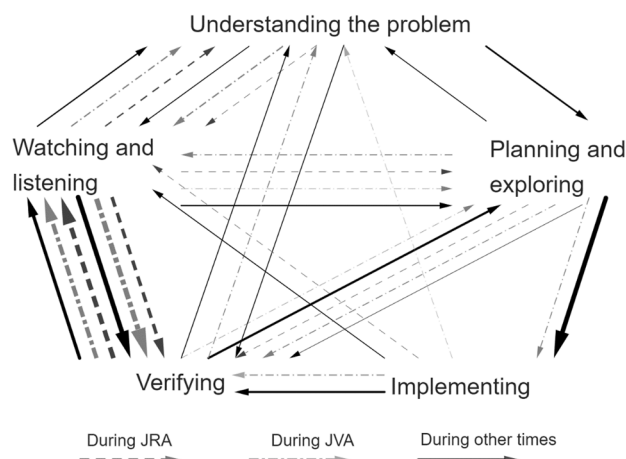 Understanding the problem
Watching and
listening
Planning and
exploring
Verifying
Implementing
During JRA
During JVA
During other times